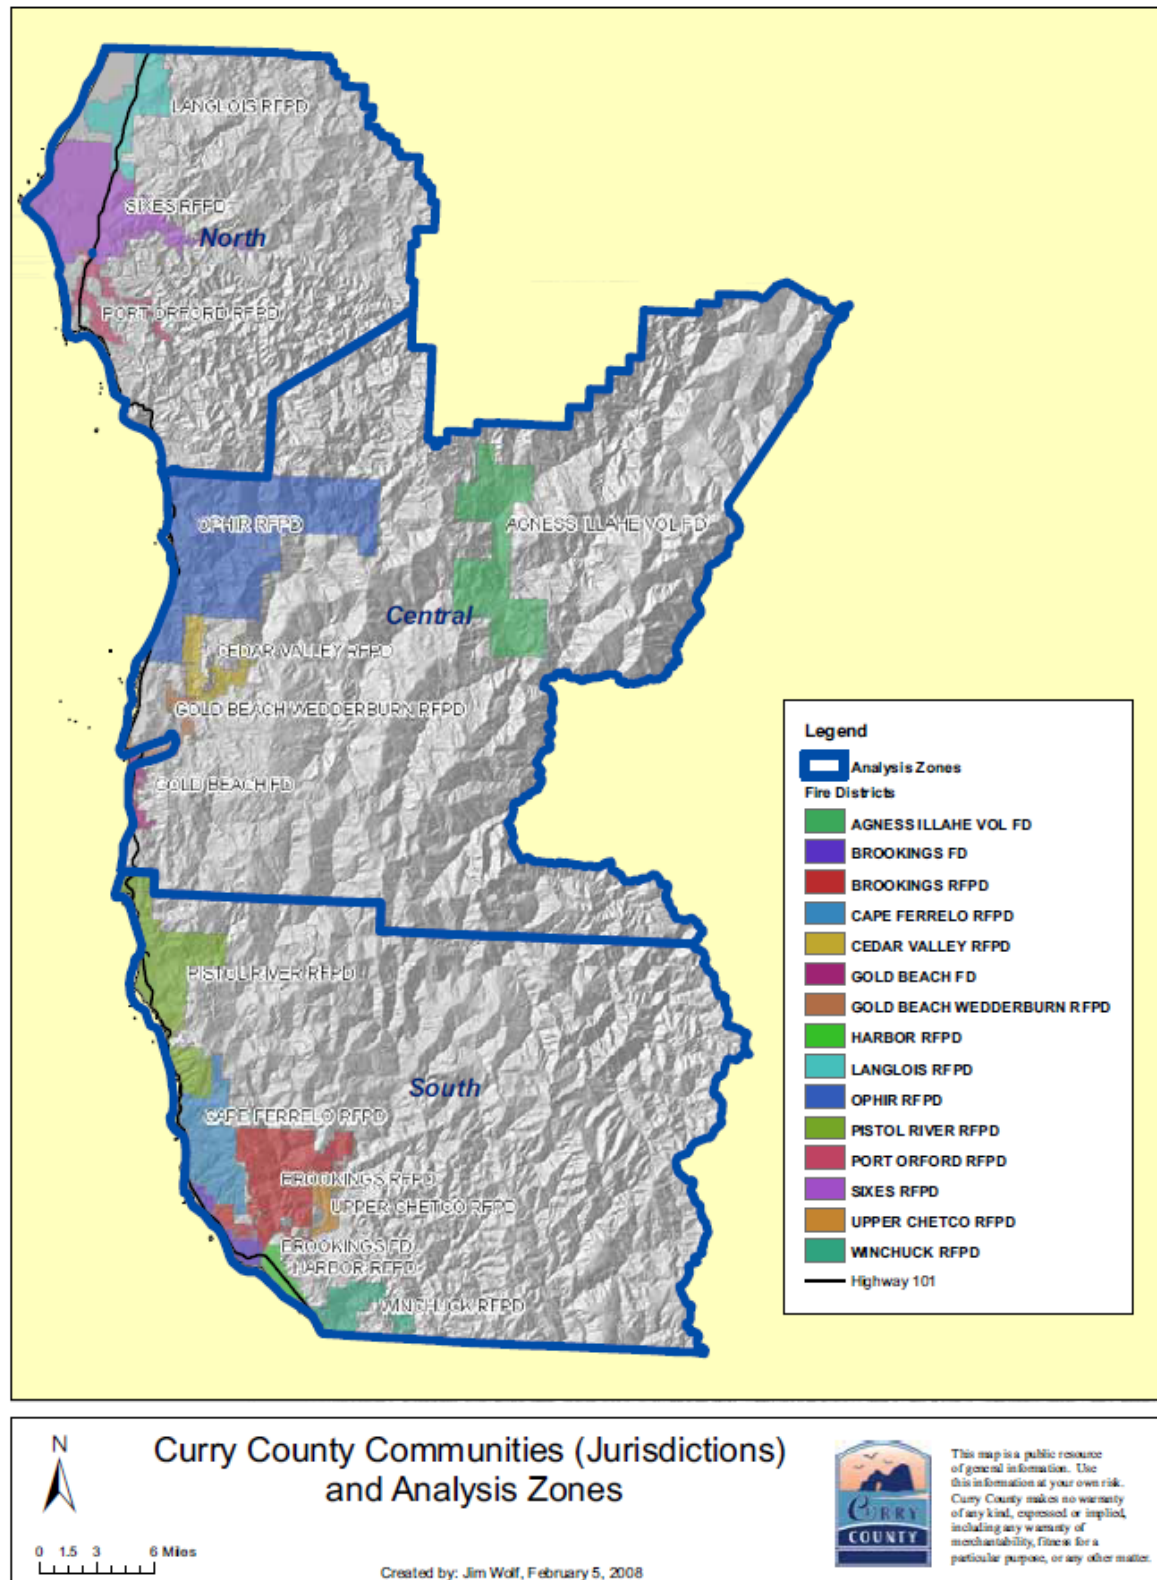 LANGLOIS RFPD
SIXES RFPD
North
PORT ORFORD RFPD
OPHIR RFPD
AGNESS ILLAHE VOL FD
Central
CEDAR VALLEY RFPD
GOLD BEACH WEDDERBURN RFPD
GOLD BEACH FD
PISTOL RIVER RFPD
South
CAPE FERRELO RFPD
BROOKINGS RFPD
UPPER CHETCO RFPD
BROOKINGS FD
HARBOR RFPD
WINCHUCK RFPD
Legend
Analysis Zones
Fire Districts
AGNESS ILLAHE VOL FD
BROOKINGS FD
BROOKINGS RFPD
CAPE FERRELO RFPD
CEDAR VALLEY RFPD
GOLD BEACH FD
GOLD BEACH WEDDERBURN RFPD
HARBOR RFPD
LANGLOIS RFPD
OPHIR RFPD
PISTOL RIVER RFPD
PORT ORFORD RFPD
SIXES RFPD
UPPER CHETCO RFPD
WINCHUCK RFPD
Highway 101
N
0 1.5 3 6 Miles
Curry County Communities (Jurisdictions)
and Analysis Zones
Created by: Jim Wolf, February 5, 2008
CURRY
COUNTY
This map is a public resource
of general information. Use
this information at your own risk.
Curry County makes no warranty
of any kind, expressed or implied,
including any warranty of
merchantability, fitness for a
particular purpose, or any other matter.